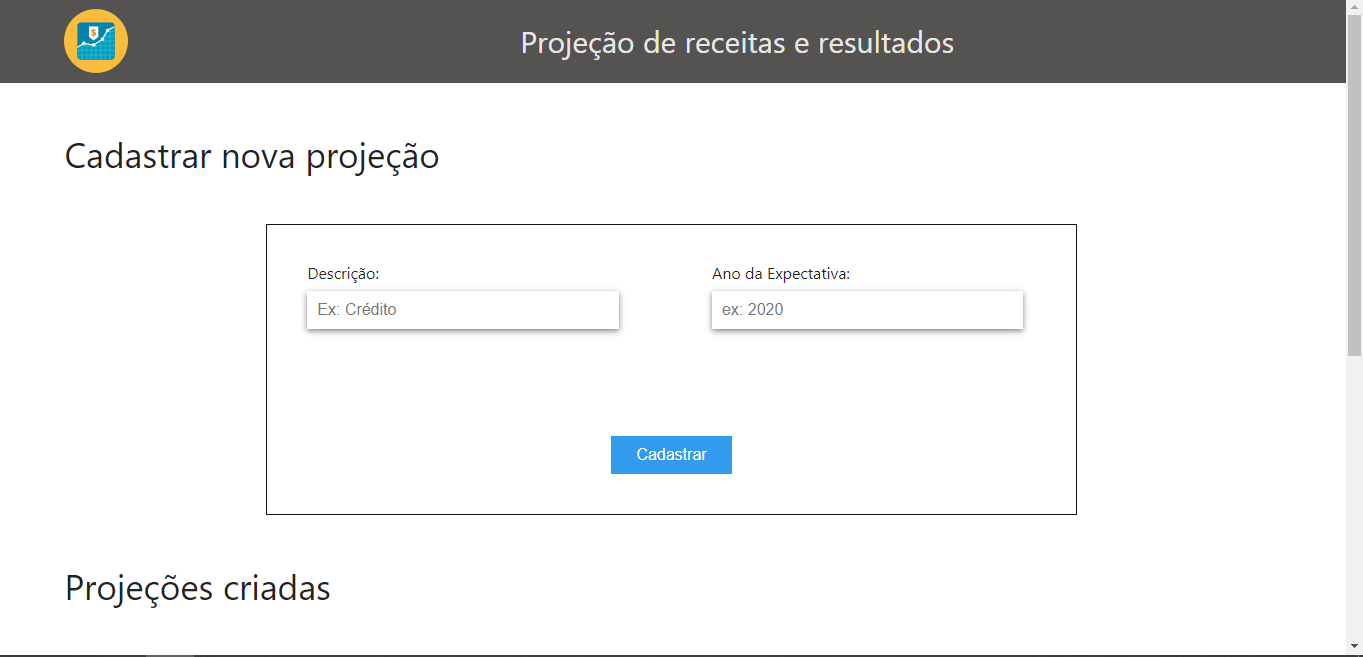 $
Projeção de receitas e resultados
Cadastrar nova projeção
Descrição: Ano da Expectativa:
Ex: Crédito ex: 2020
Cadastrar
Projeções criadas